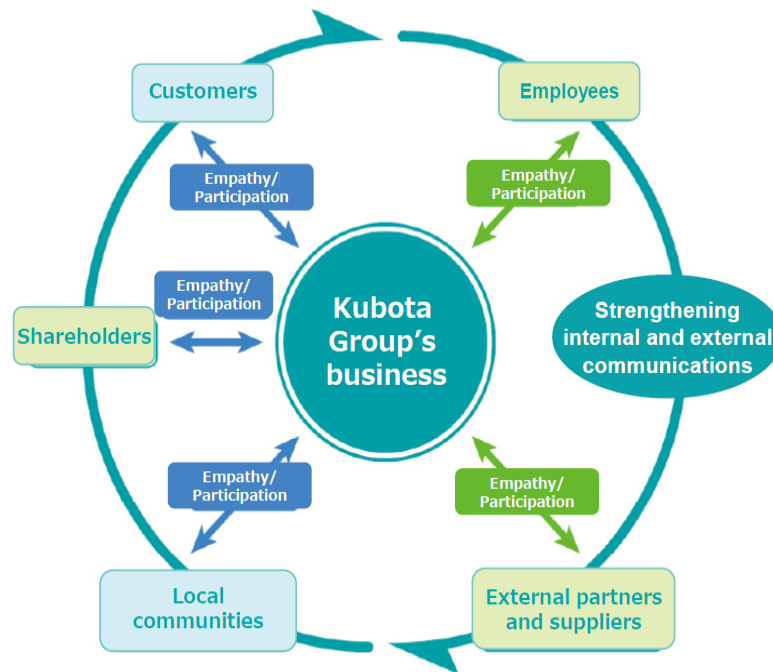 Customers
Employees
Empathy/
Participation
Empathy/
Participation
Empathy/
Participation
Kubota
Group's
business
Shareholders
Strengthening
internal and external
communications
Empathy/
Participation
Empathy/
Participation
Local
communities
External partners
and suppliers